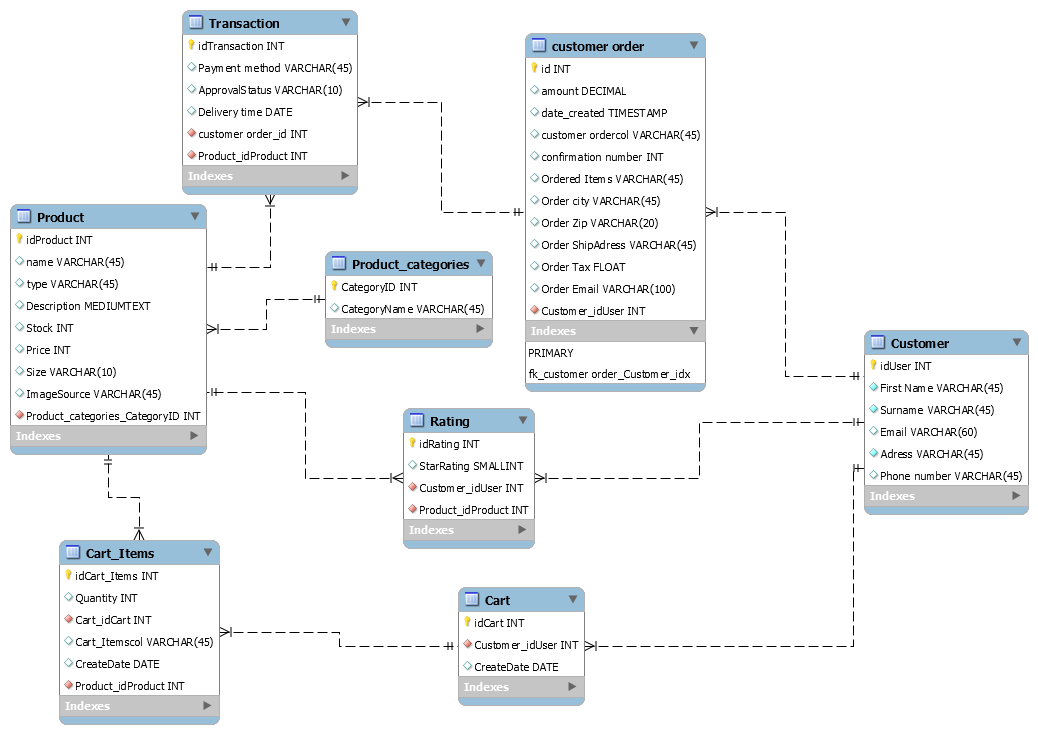 Transaction
idTransaction INT
Payment method VARCHAR(45)
ApprovalStatus VARCHAR(10)
Delivery time DATE
customer order_id INT
Product_idProduct INT
Indexes
customer order
id INT
amount DECIMAL
date_created TIMESTAMP
customer ordercol VARCHAR(45)
confirmation number INT
Ordered Items VARCHAR(45)
Order city VARCHAR(45)
Order Zip VARCHAR(20)
Order ShipAdress VARCHAR(45)
Order Tax FLOAT
Order Email VARCHAR(100)
Customer_idUser INT
Indexes
PRIMARY
fk_customer order_Customer_idx
Product
idProduct INT
name VARCHAR(45)
type VARCHAR(45)
Description MEDIUMTEXT
Stock INT
Price INT
Size VARCHAR(10)
ImageSource VARCHAR(45)
Product_categories_CategoryID INT
Indexes
Product_categories
CategoryID INT
CategoryName VARCHAR(45)
Indexes
Customer
idUser INT
First Name VARCHAR(45)
Surname VARCHAR(45)
Email VARCHAR(60)
Adress VARCHAR(45)
Phone number VARCHAR(45)
Indexes
Rating
idRating INT
StarRating SMALLINT
Customer_idUser INT
Product_idProduct INT
Indexes
Cart_Items
idCart_Items INT
Quantity INT
Cart_idCart INT
Cart_Itemscol VARCHAR(45)
CreateDate DATE
Product_idProduct INT
Indexes
Cart
idCart INT
Customer_idUser INT
CreateDate DATE
Indexes